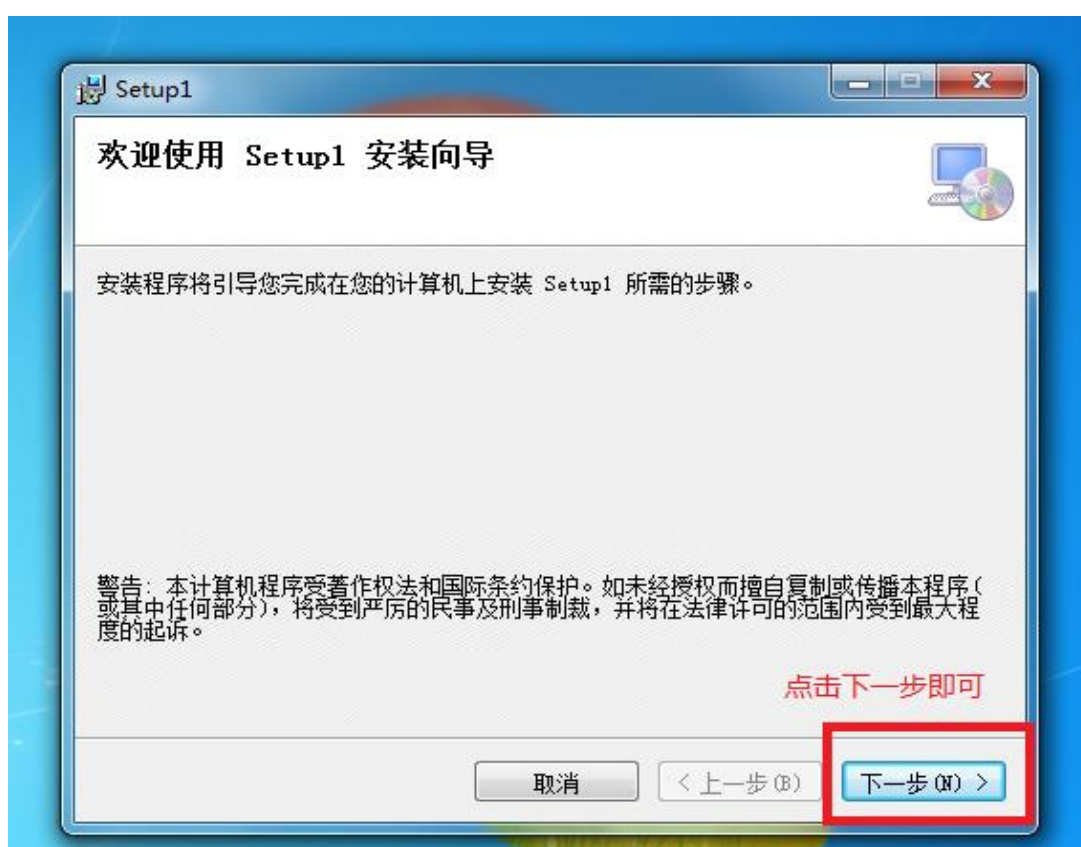 Setup1
欢迎使用 Setup1 安装向导
安装程序将引导您完成在您的计算机上安装 Setup1 所需的步骤。
警告: 本计算机程序受著作权法和国际条约保护。如未经授权而擅自复制或传播本程序(
或其中任何部分)，将受到严厉的民事及刑事制裁，并将在法律许可的范围内受到最大程
度的起诉。
点击下一步即可
取消
< 上一步(B)
下一步(N) >